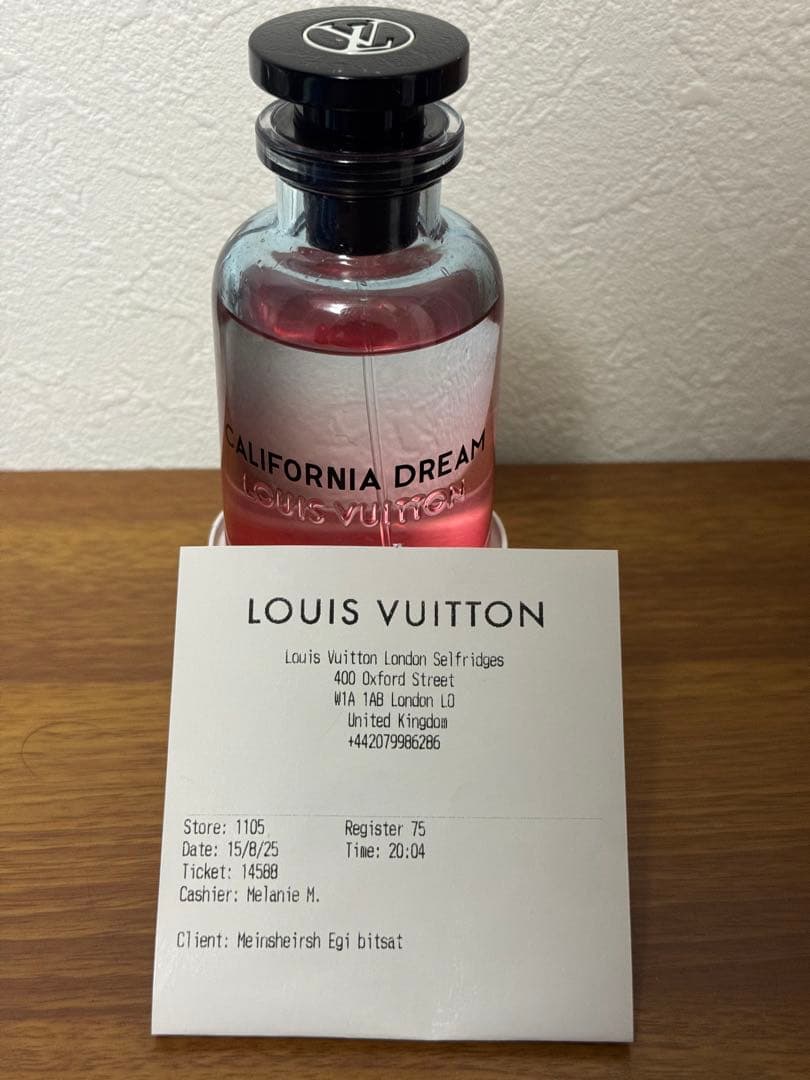 LV
CALIFORNIA DREAM
LOUIS VUITTON
LOUIS VUITTON
Louis Vuitton London Selfridges
400 Oxford Street
W1A 1AB London LO
United Kingdom
+442079986286
Store: 1105 Register 75
Date: 15/8/25 Time: 20:04
Ticket: 14588
Cashier: Melanie M.
Client: Meinsheirsh Egi bitsat